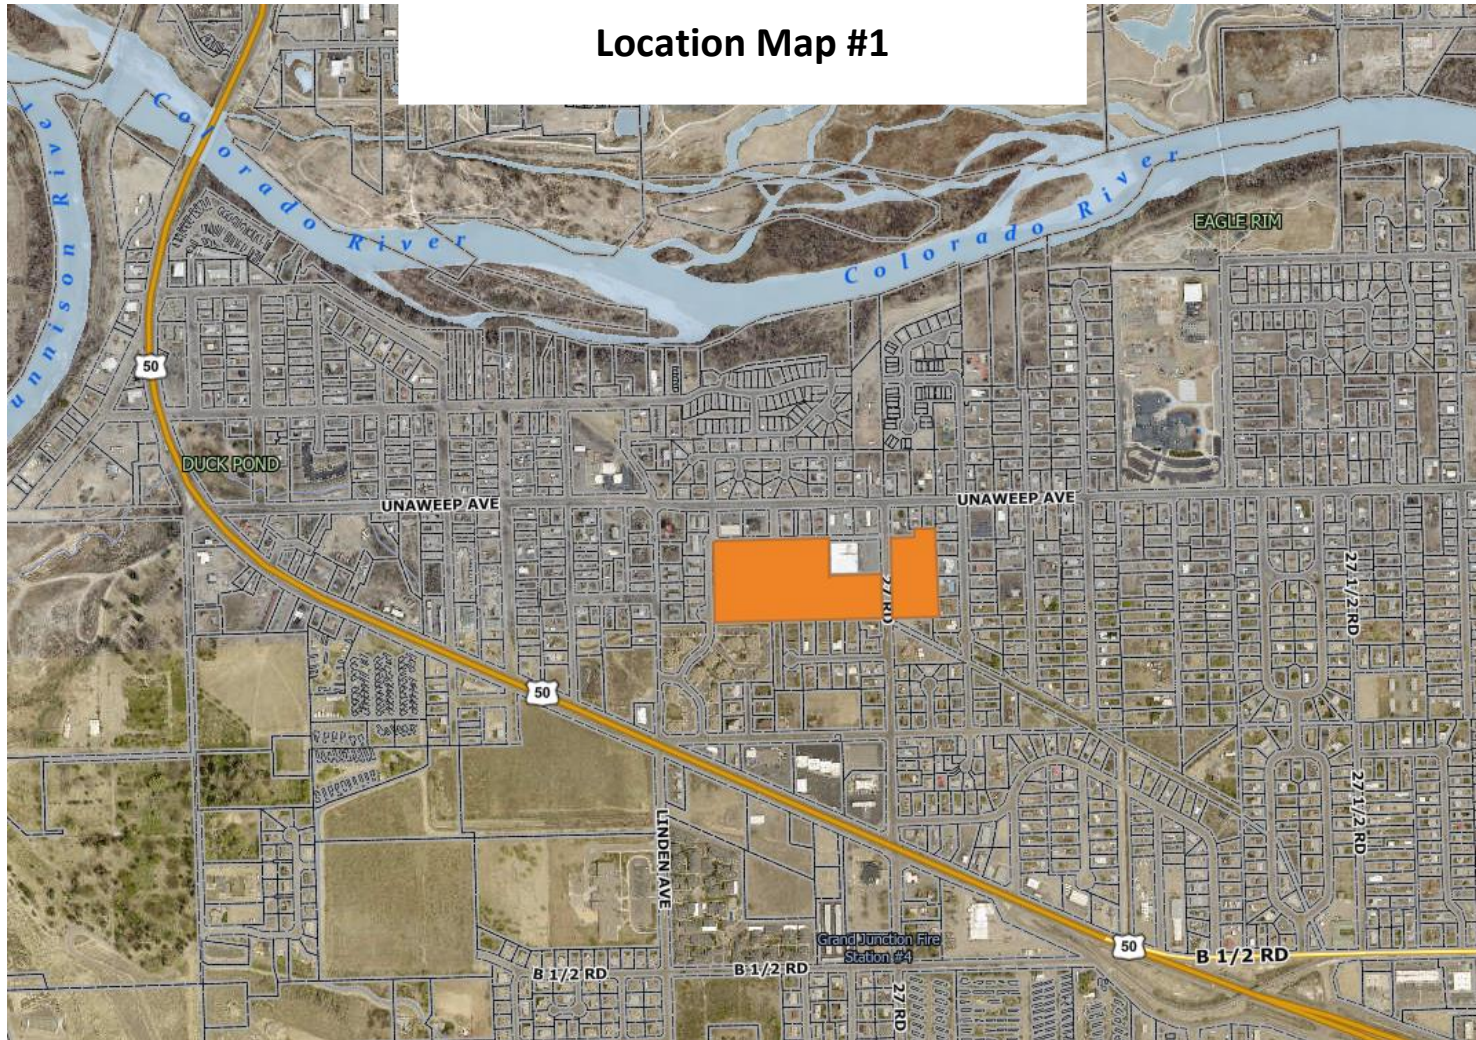 Location Map #1
Colorado River
Colorado River
unnison River
EAGLE RIM
50
DUCK POND
UNAWEEP AVE
UNAWEEP AVE
27 RD
27 1/2 RD
50
27 1/2 RD
LINDEN AVE
Grand Junction Fire
Station #4
50
B 1/2 RD
B 1/2 RD
B 1/2 RD
27 RD